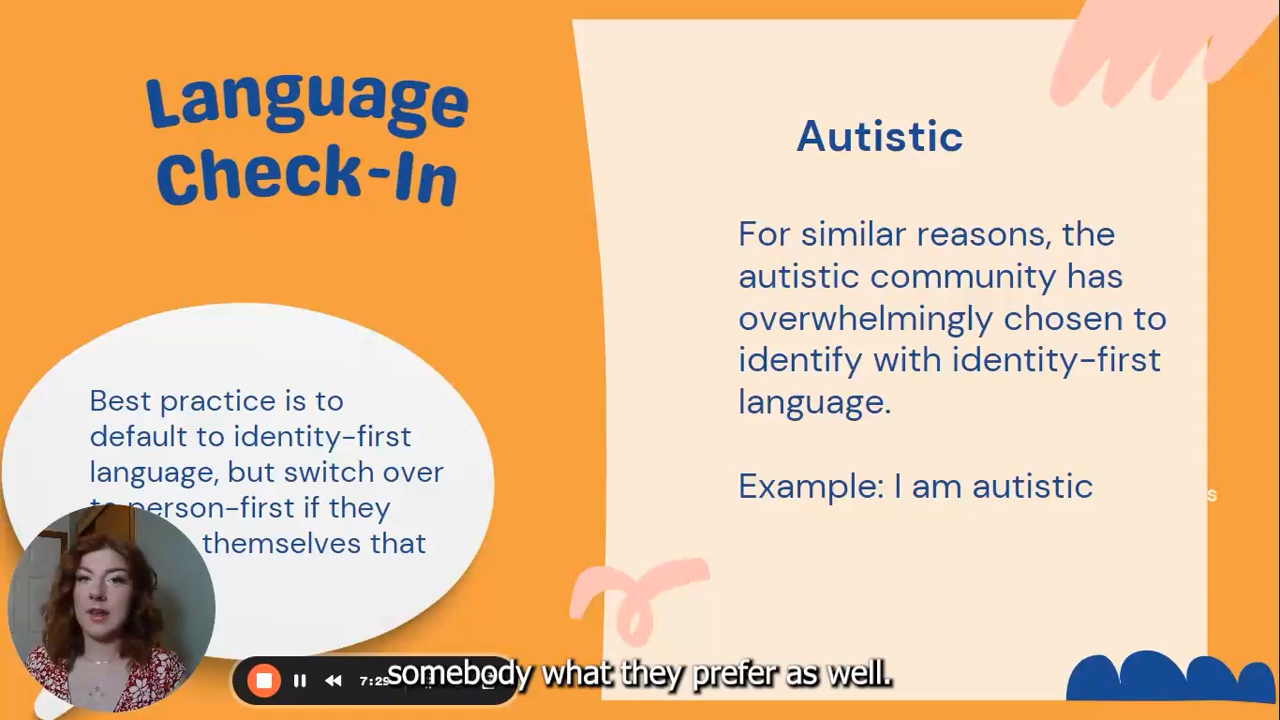 Language
Check-In
Autistic
For similar reasons, the
autistic community has
overwhelmingly chosen to
identify with identity-first
language.
Example: I am autistic
Best practice is to
default to identity-first
language, but switch over
person-first if they
themselves that
s
7:29
somebody what they prefer as well.